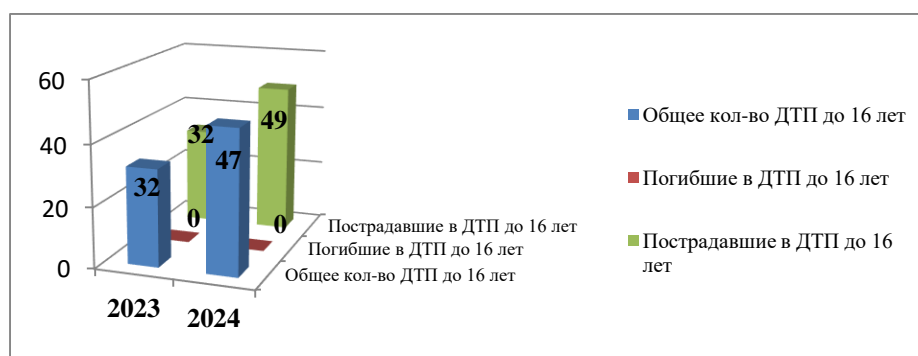 60
40
20
0
32
0
32
47
49
0
2023
2024
Пострадавшие в ДТП до 16 лет
Погибшие в ДТП до 16 лет
Общее кол-во ДТП до 16 лет
Общее кол-во ДТП до 16 лет
Погибшие в ДТП до 16 лет
Пострадавшие в ДТП до 16
лет